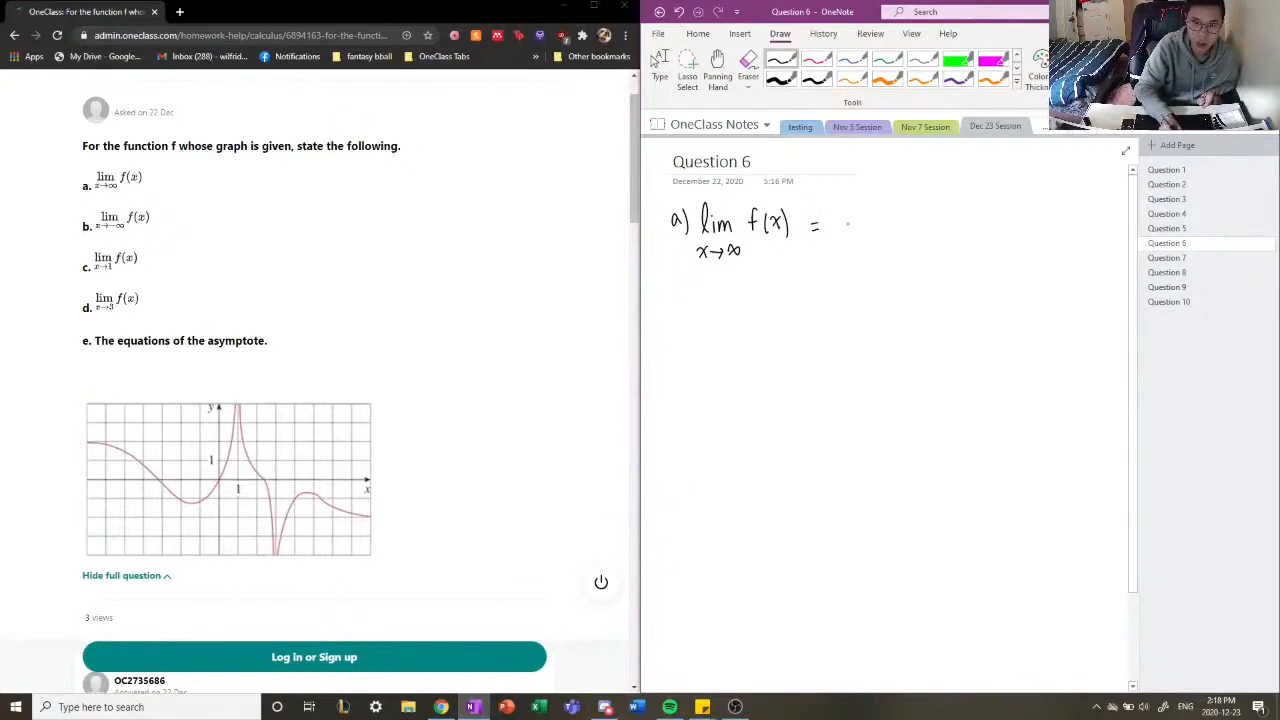 OneClass: For the function f whos
Question 6 - OneNote
Search
admin.oneclass.com/homework-help/calculus/6894163-for-the-functi...
File Home Insert Draw History Review View Help
Apps
My Drive - Google...
Inbox (288) – wilfre
Fantasy bball
OneClass Tabs
»
Other bookmarks
Type
Lasso Select
Panning Hand
Eraser
Color
Thickn
Tools
OneClass Notes
testing
Nov 5 Session
Nov 7 Session
Dec 23 Session
Asked on 22 Dec
For the function f whose graph is given, state the following.
a. lim x→∞ f(x)
b. lim x→−∞ f(x)
c. lim x→1 f(x)
d. lim x→3 f(x)
e. The equations of the asymptote.
y
1
1
x
Hide full question
3 views
Log in or Sign up
OC2735686
Answered on 22 Dec
Question 6
December 22, 2020 5:16 PM
a) lim f(x) =
x→∞
Add Page
Question 1
Question 2
Question 3
Question 4
Question 5
Question 6
Question 7
Question 8
Question 9
Question 10
Type here to search
ENG
2:18 PM
2020-12-23